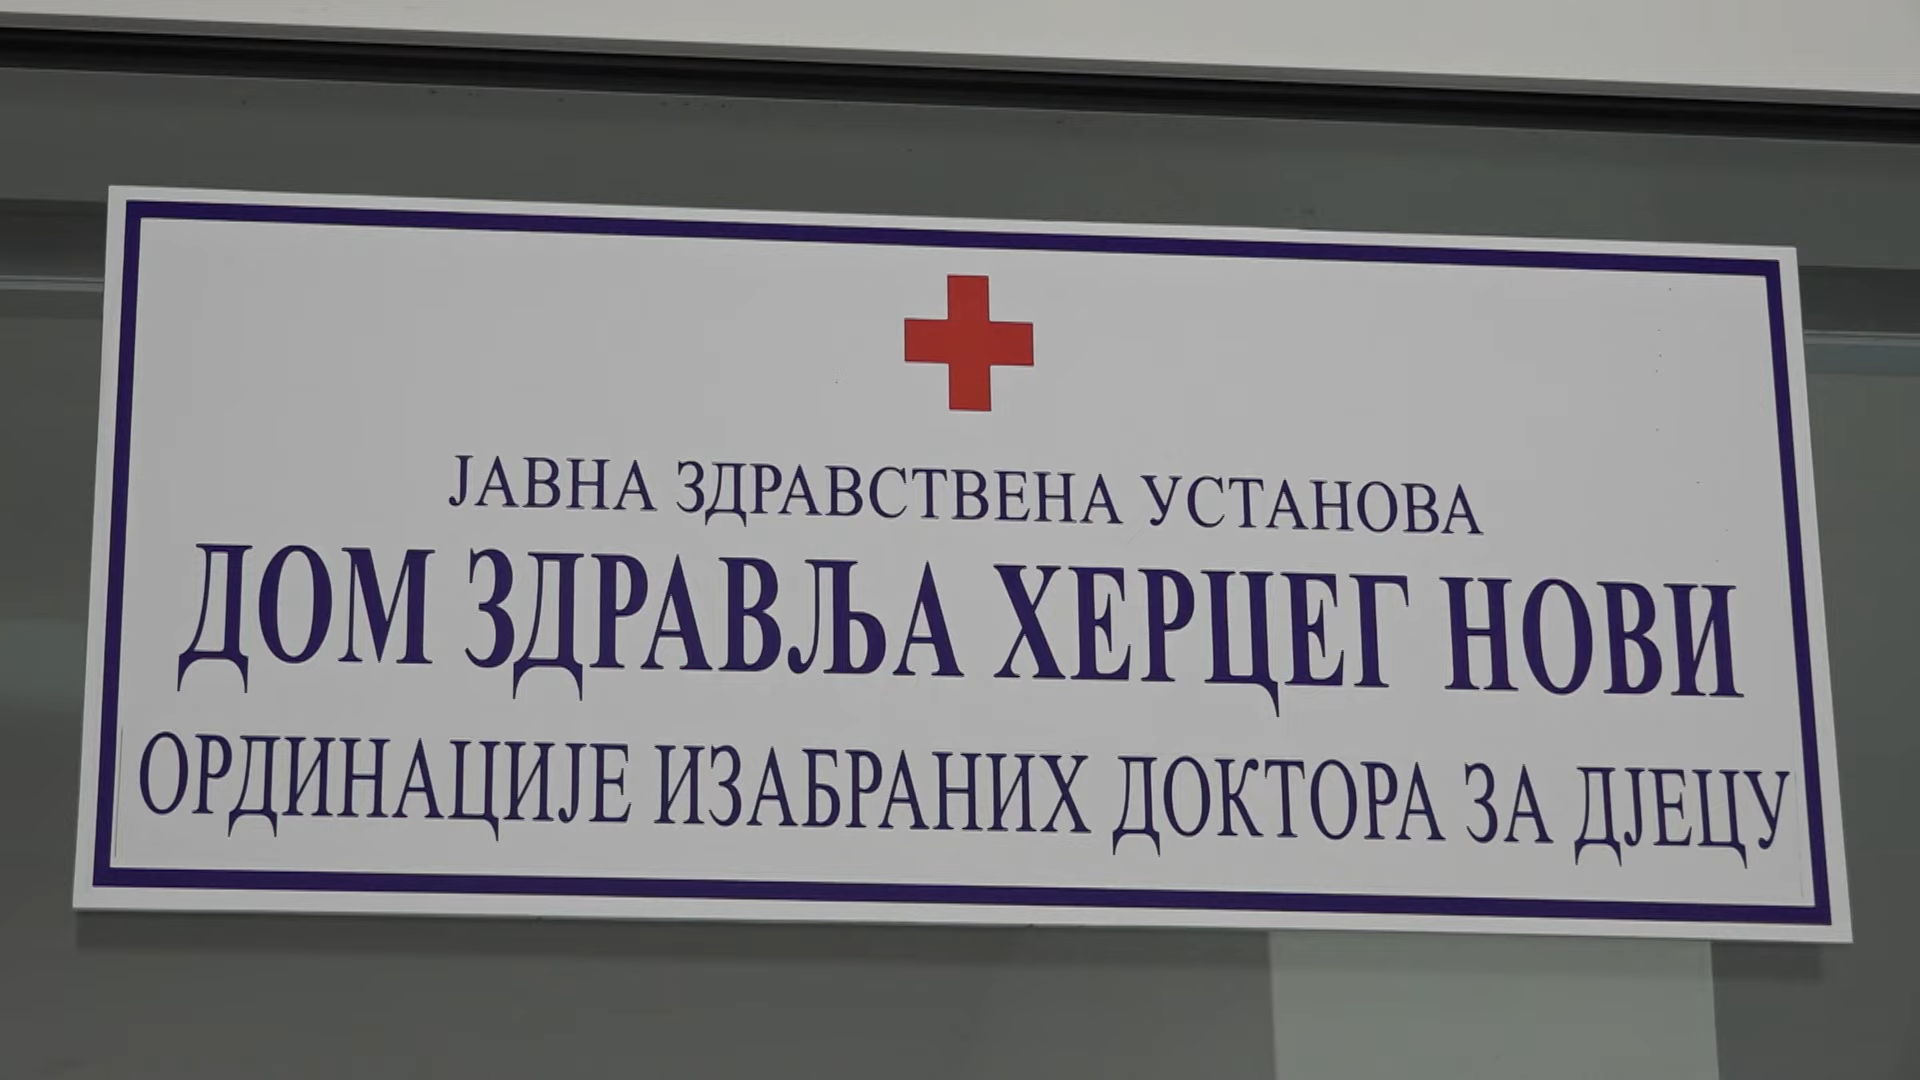 ЈАВНА ЗДРАВСТВЕНА УСТАНОВА
ДОМ ЗДРАВЉА ХЕРЦЕГ НОВИ
ОРДИНАЦИЈЕ ИЗАБРАНИХ ДОКТОРА ЗА ДЈЕЦУ